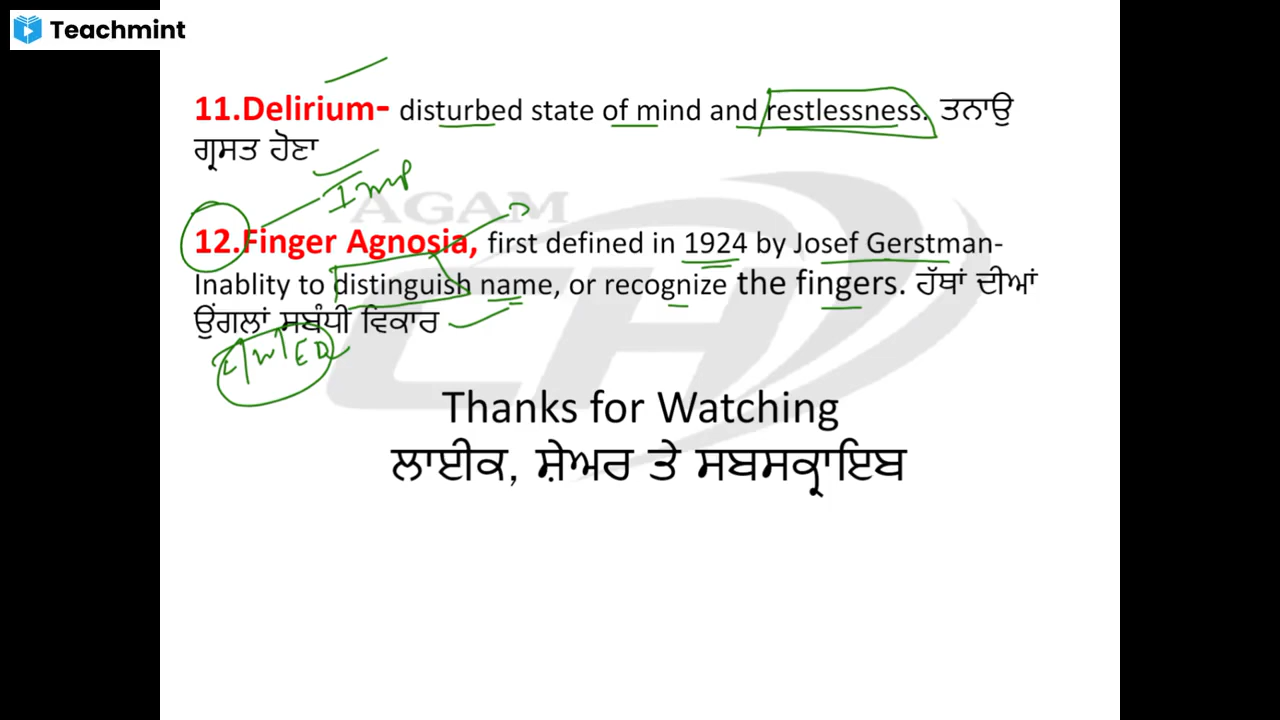 Teachmint
11.Delirium- disturbed state of mind and restlessness. ਤਨਾਉ
ਗ੍ਰਸਤ ਹੋਣਾ
Imp
AGAM
12.Finger Agnosia, first defined in 1924 by Josef Gerstman-
Inablity to distinguish name, or recognize the fingers. ਹੱਥਾਂ ਦੀਆਂ
ਉਂਗਲਾਂ ਸਬੰਧੀ ਵਿਕਾਰ
Thanks for Watching
ਲਾਈਕ, ਸ਼ੇਅਰ ਤੇ ਸਬਸਕ੍ਰਾਇਬ